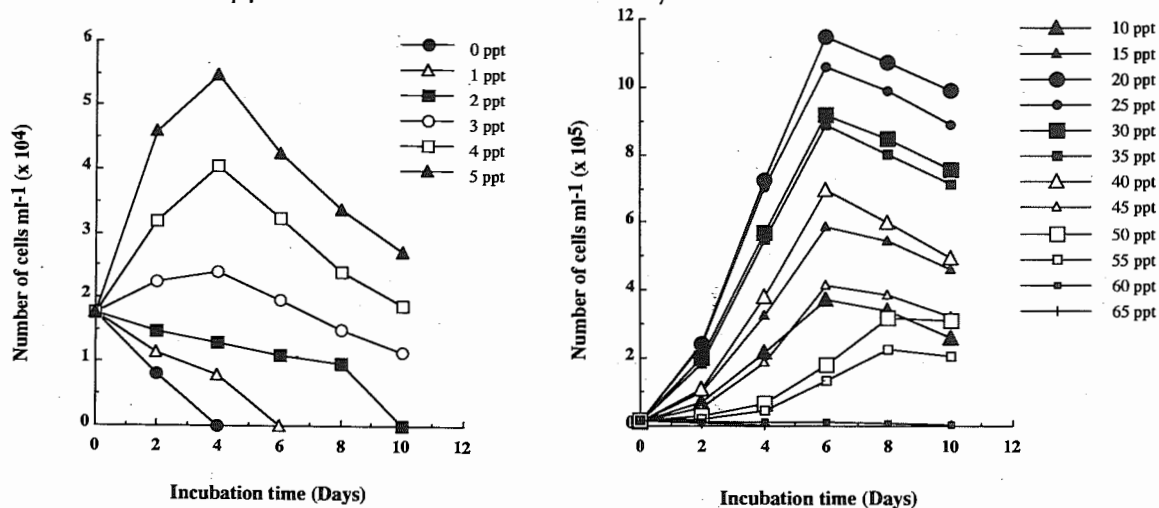 6
5
4
3
2
1
0
0 2 4 6 8 10 12
Number of cells ml-1 (x 104)
Incubation time (Days)
0 ppt
1 ppt
2 ppt
3 ppt
4 ppt
5 ppt
12
10
8
6
4
2
0
0 2 4 6 8 10 12
Number of cells ml-1 (x 105)
Incubation time (Days)
10 ppt
15 ppt
20 ppt
25 ppt
30 ppt
35 ppt
40 ppt
45 ppt
50 ppt
55 ppt
60 ppt
65 ppt